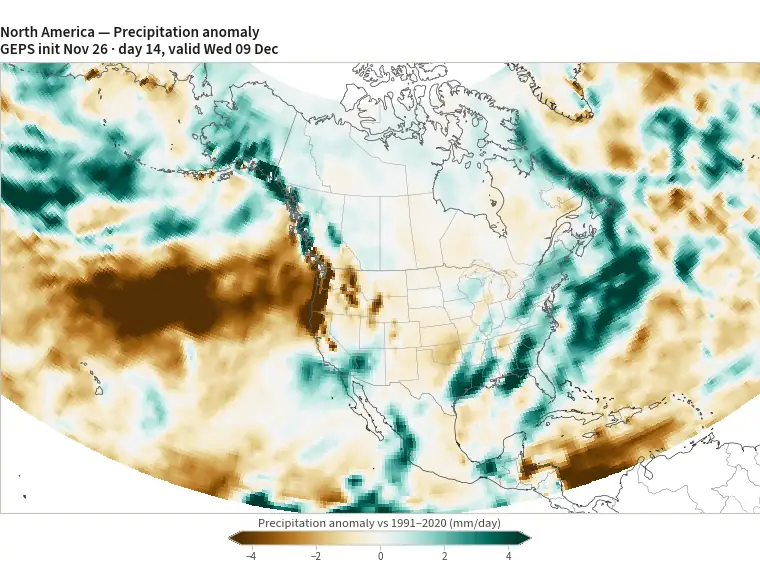 North America — Precipitation anomaly
GEPS init Nov 26 · day 14, valid Wed 09 Dec
Precipitation anomaly vs 1991–2020 (mm/day)
−4 −2 0 2 4